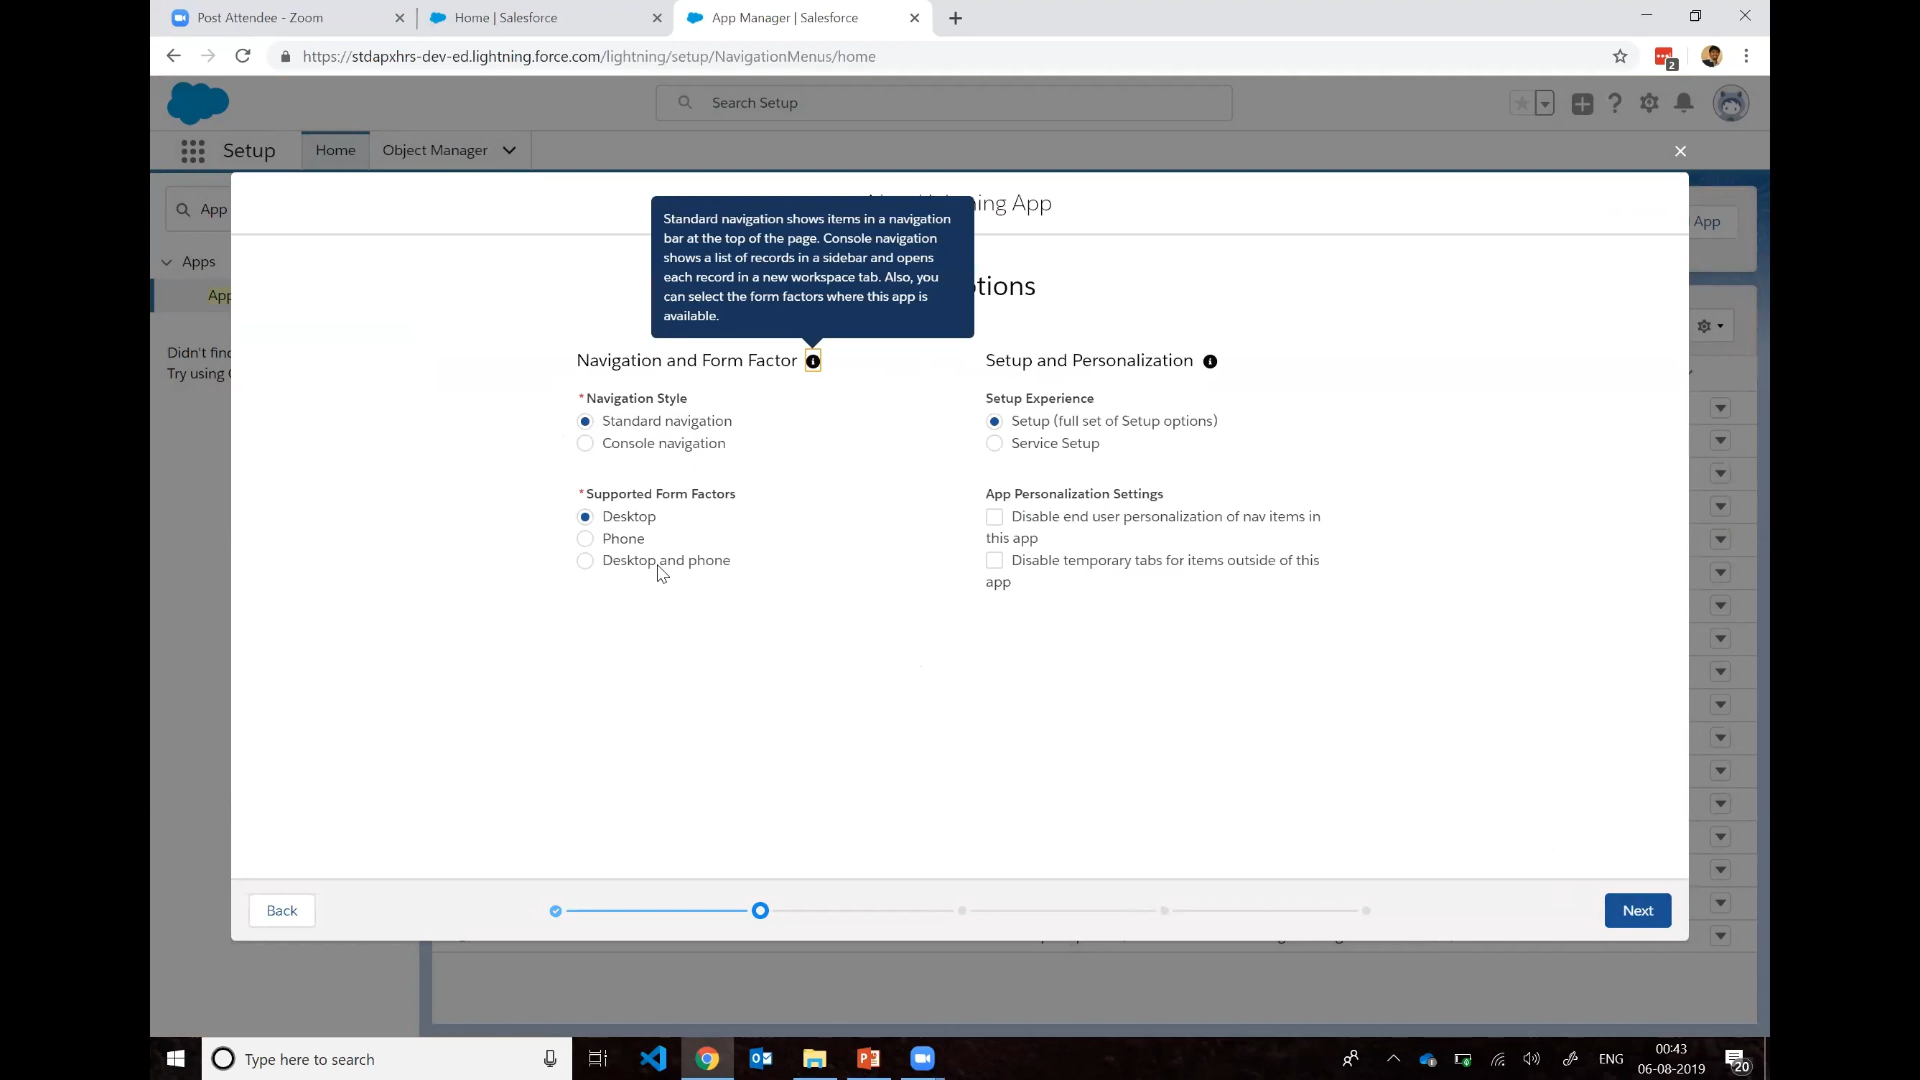 Post Attendee - Zoom
Home | Salesforce
App Manager | Salesforce
https://stdapxhrs-dev-ed.lightning.force.com/lightning/setup/NavigationMenus/home
2
Search Setup
Setup
Home
Object Manager
App
ning App
App
Standard navigation shows items in a navigation
bar at the top of the page. Console navigation
shows a list of records in a sidebar and opens
each record in a new workspace tab. Also, you
can select the form factors where this app is
available.
Apps
App
tions
Didn't find
Try using
Navigation and Form Factor
Setup and Personalization
*Navigation Style
Standard navigation
Console navigation
Setup Experience
Setup (full set of Setup options)
Service Setup
*Supported Form Factors
Desktop
Phone
Desktop and phone
App Personalization Settings
Disable end user personalization of nav items in
this app
Disable temporary tabs for items outside of this
app
Back
Next
Type here to search
ENG
00:43
06-08-2019
20